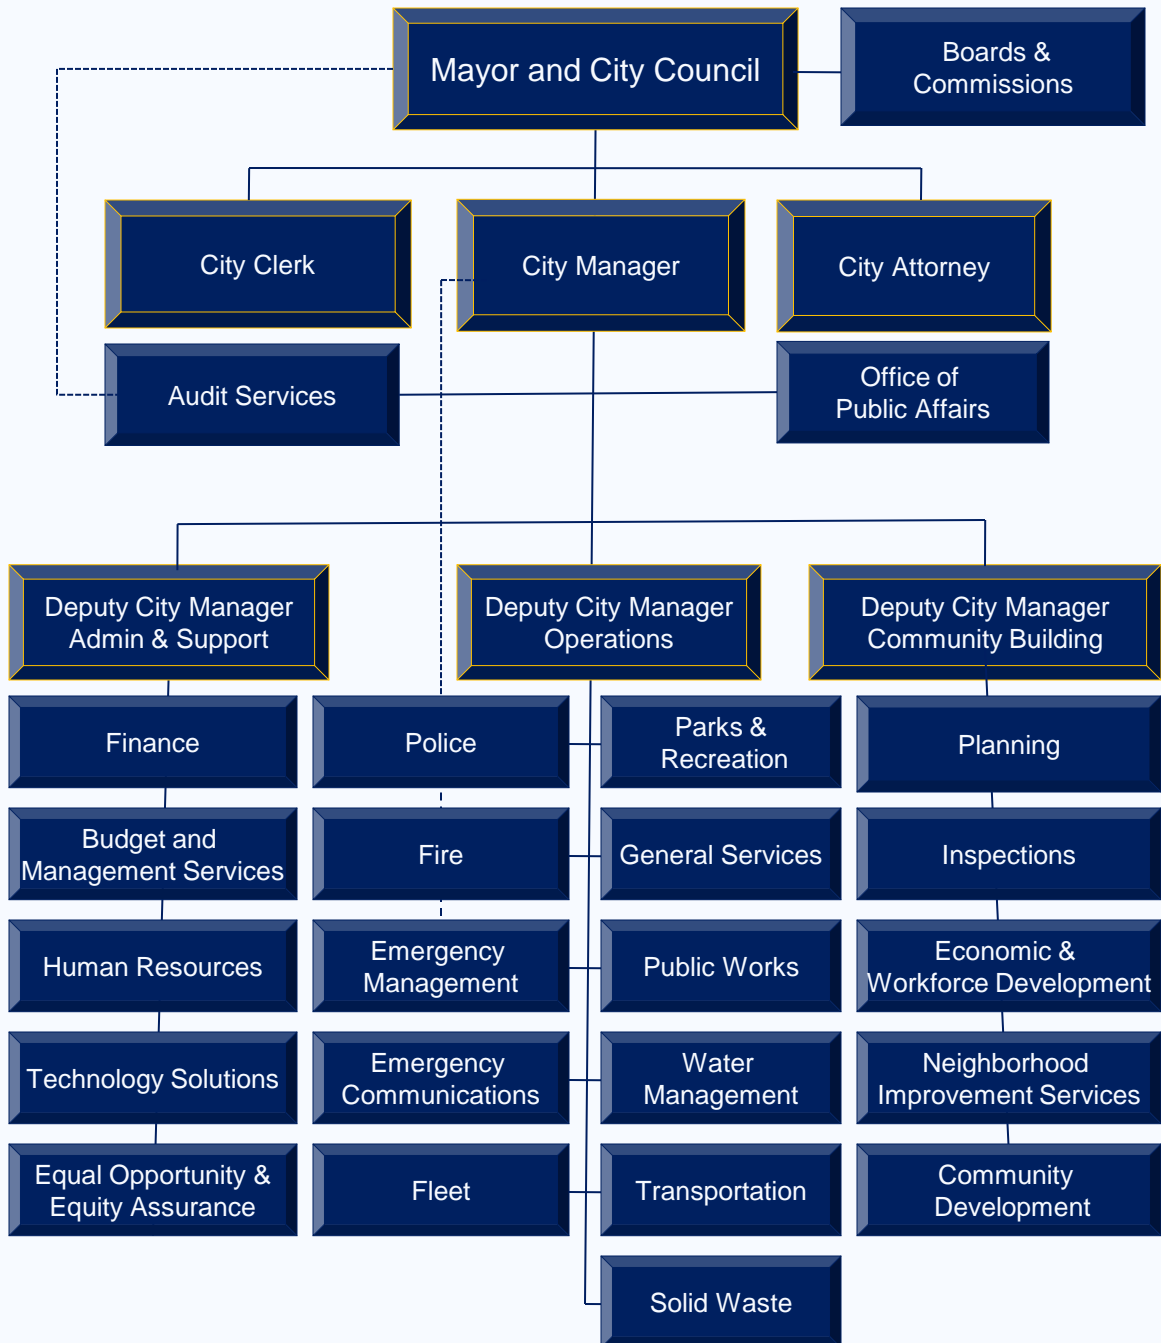 Mayor and City Council
Boards &
Commissions
City Clerk
City Manager
City Attorney
Audit Services
Office of
Public Affairs
Deputy City Manager
Admin & Support
Deputy City Manager
Operations
Deputy City Manager
Community Building
Finance
Police
Parks &
Recreation
Planning
Budget and
Management Services
Fire
General Services
Inspections
Human Resources
Emergency
Management
Public Works
Economic &
Workforce Development
Technology Solutions
Emergency
Communications
Water
Management
Neighborhood
Improvement Services
Equal Opportunity &
Equity Assurance
Fleet
Transportation
Community
Development
Solid Waste